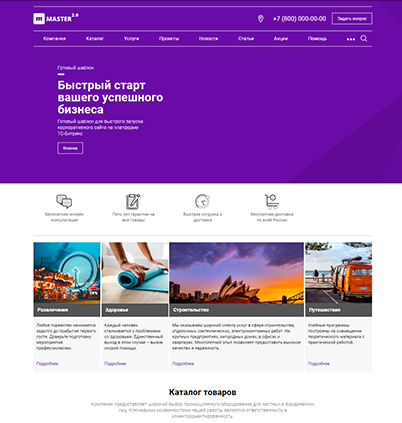 m MASTER 2.0
+7 (800) 000-00-00
Задать вопрос
Компания Каталог Услуги Проекты Новости Статьи Акции Помощь
Готовый шаблон
Быстрый старт
вашего успешного
бизнеса
Готовый шаблон для быстрого запуска
корпоративного сайта на платформе
1С-Битрикс
Кнопка
Бесплатная онлайн
консультация
Пять лет гарантии на
все товары
Быстрая отгрузка и
доставка
Бесплатная доставка
по всей России
Развлечения
Здоровье
Строительство
Путешествия
Любое торжество начинается
задолго до прибытия первого
гостя. Доверьте подготовку
мероприятия
профессионалам
Подробнее
Каждый человек
сталкивается с проблемами
со здоровьем. Единственный
выход в этом случае – вызов
скорой помощи.
Подробнее
Мы оказываем широкий спектр услуг в сфере строительства,
отделочных, сантехнических, электромонтажных работ. На
крупных предприятиях, загородных домах, в офисах и
квартирах. Многолетний опыт позволяет предоставить высокое
качество и надежность.
Подробнее
Учебные программы
построены на совмещении
теоретического материала с
практической работой.
Подробнее
Каталог товаров
Компания предоставляет широкий выбор промышленного оборудования для частных и юридических
лиц. Ключевыми особенностями нашей работы являются ответственность и
клиентоориентированность.